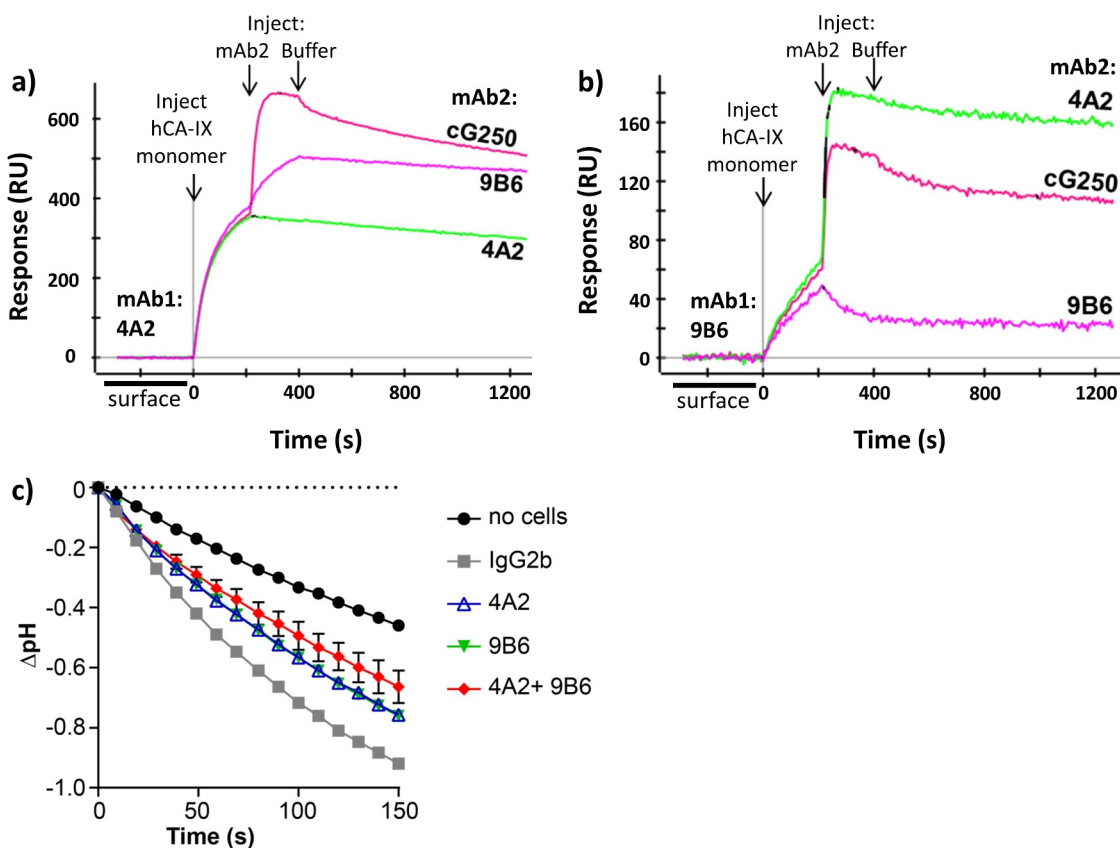 a)
Inject:
mAb2 Buffer
mAb2:
Inject
hCA-IX
monomer
cG250
9B6
4A2
mAb1:
4A2
Response (RU)
600
400
200
0
surface
0 400 800 1200
Time (s)
b)
Inject:
mAb2 Buffer
mAb2:
4A2
Inject
hCA-IX
monomer
cG250
9B6
mAb1:
9B6
Response (RU)
160
120
80
40
0
surface
0 400 800 1200
Time (s)
c)
0
-0.2
-0.4
-0.6
-0.8
-1.0
ΔpH
0 50 100 150
Time (s)
no cells
IgG2b
4A2
9B6
4A2+ 9B6